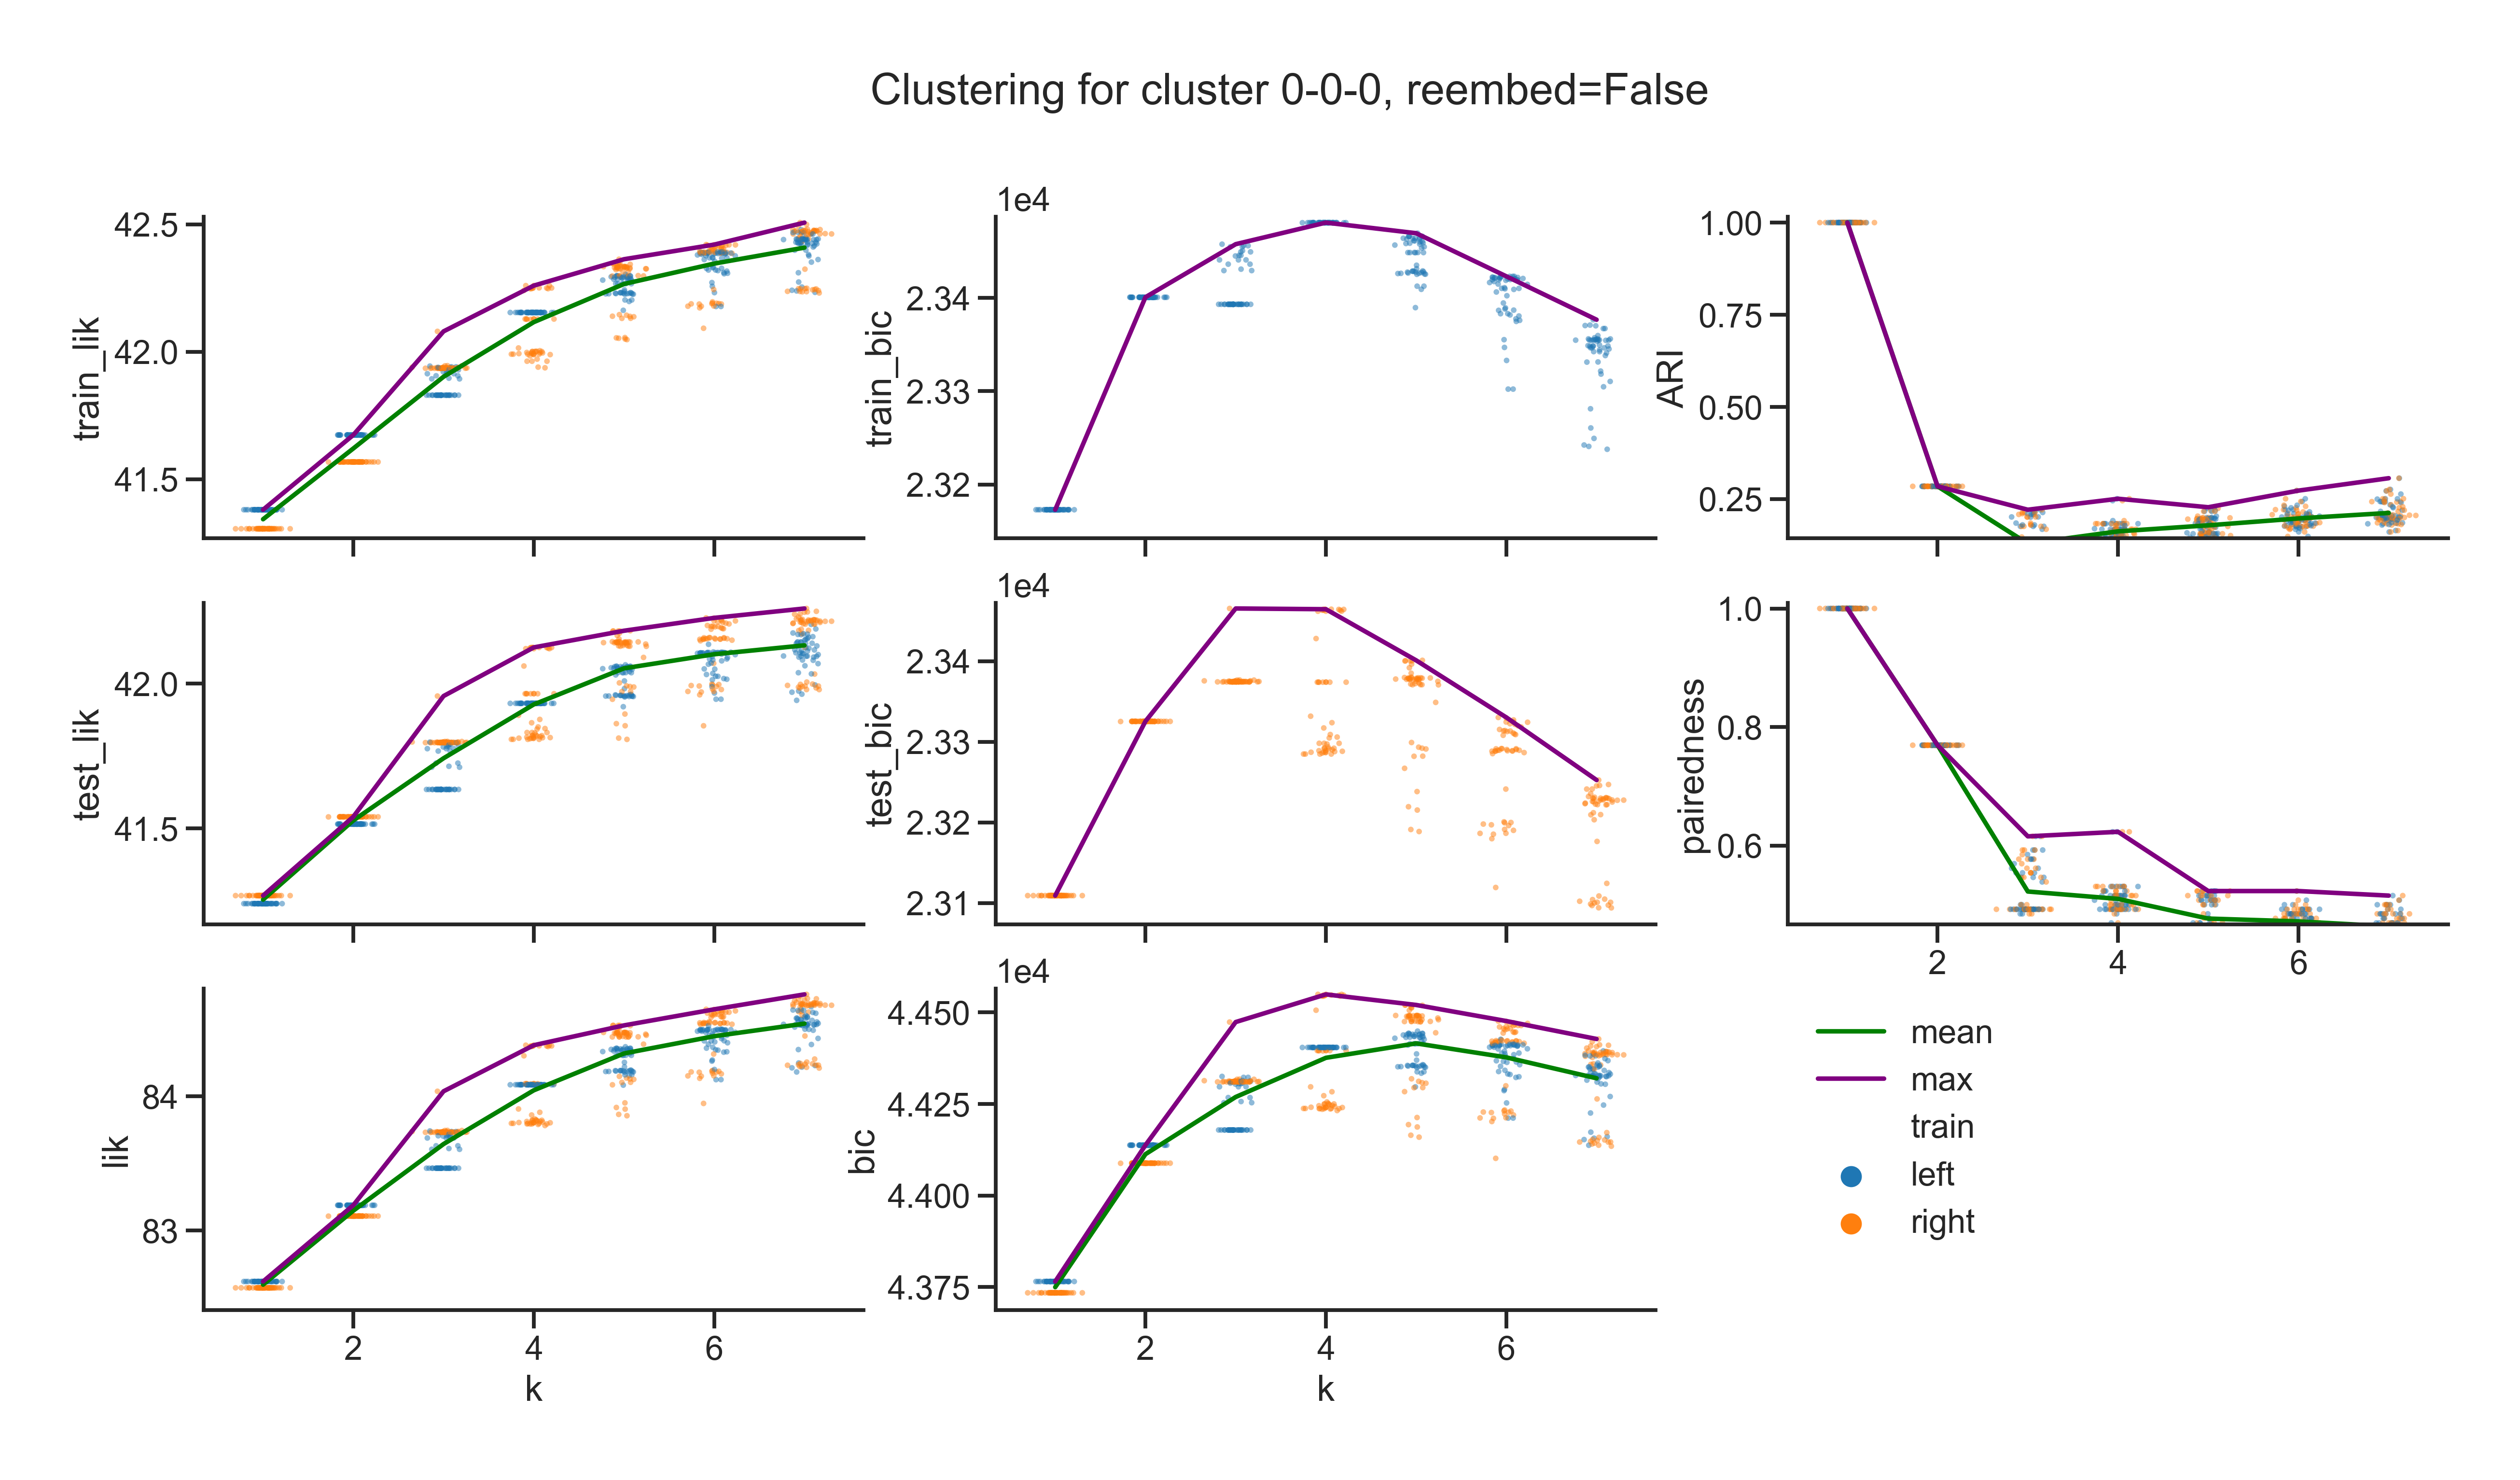 Clustering for cluster 0-0-0, reembed=False
42.5
42.0
41.5
train_lik
1e4
2.34
2.33
2.32
train_bic
1.00
0.75
0.50
0.25
ARI
42.0
41.5
test_lik
1e4
2.34
2.33
2.32
2.31
test_bic
1.0
0.8
0.6
pairedness
2 4 6
84
83
lik
2 4 6
k
1e4
4.450
4.425
4.400
4.375
bic
2 4 6
k
mean
max
train
left
right